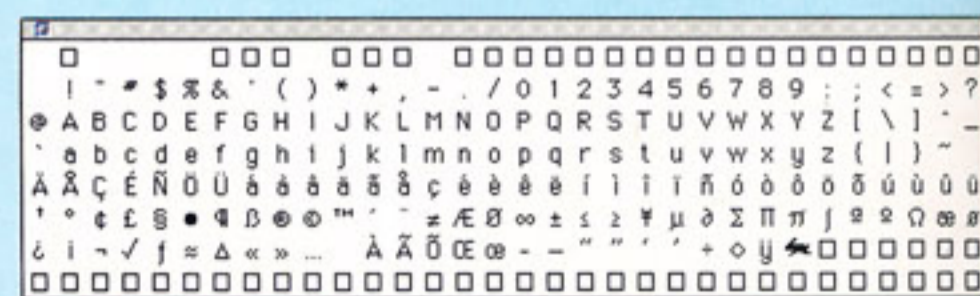 ! " # $ % & ' ( ) * + , - . / 0 1 2 3 4 5 6 7 8 9 : ; < = > ?
@ A B C D E F G H I J K L M N O P Q R S T U V W X Y Z [ \ ] ^ _
` a b c d e f g h i j k l m n o p q r s t u v w x y z { | } ~
Ä Å Ç É Ñ Ö Ü á à â ä ã å ç é è ê ë í ì î ï ñ ó ò ô ö õ ú ù û ü
† ° ¢ £ § • ¶ ß ® © ™ ´ ¨ ≠ Æ Ø ∞ ± ≤ ≥ ¥ µ ∂ Σ Π π ∫ ª º Ω æ ø
¿ ¡ ¬ √ ƒ ≈ Δ « » … À Ã Õ Œ œ - — “ ” ‘ ’ ÷ ◊ ÿ